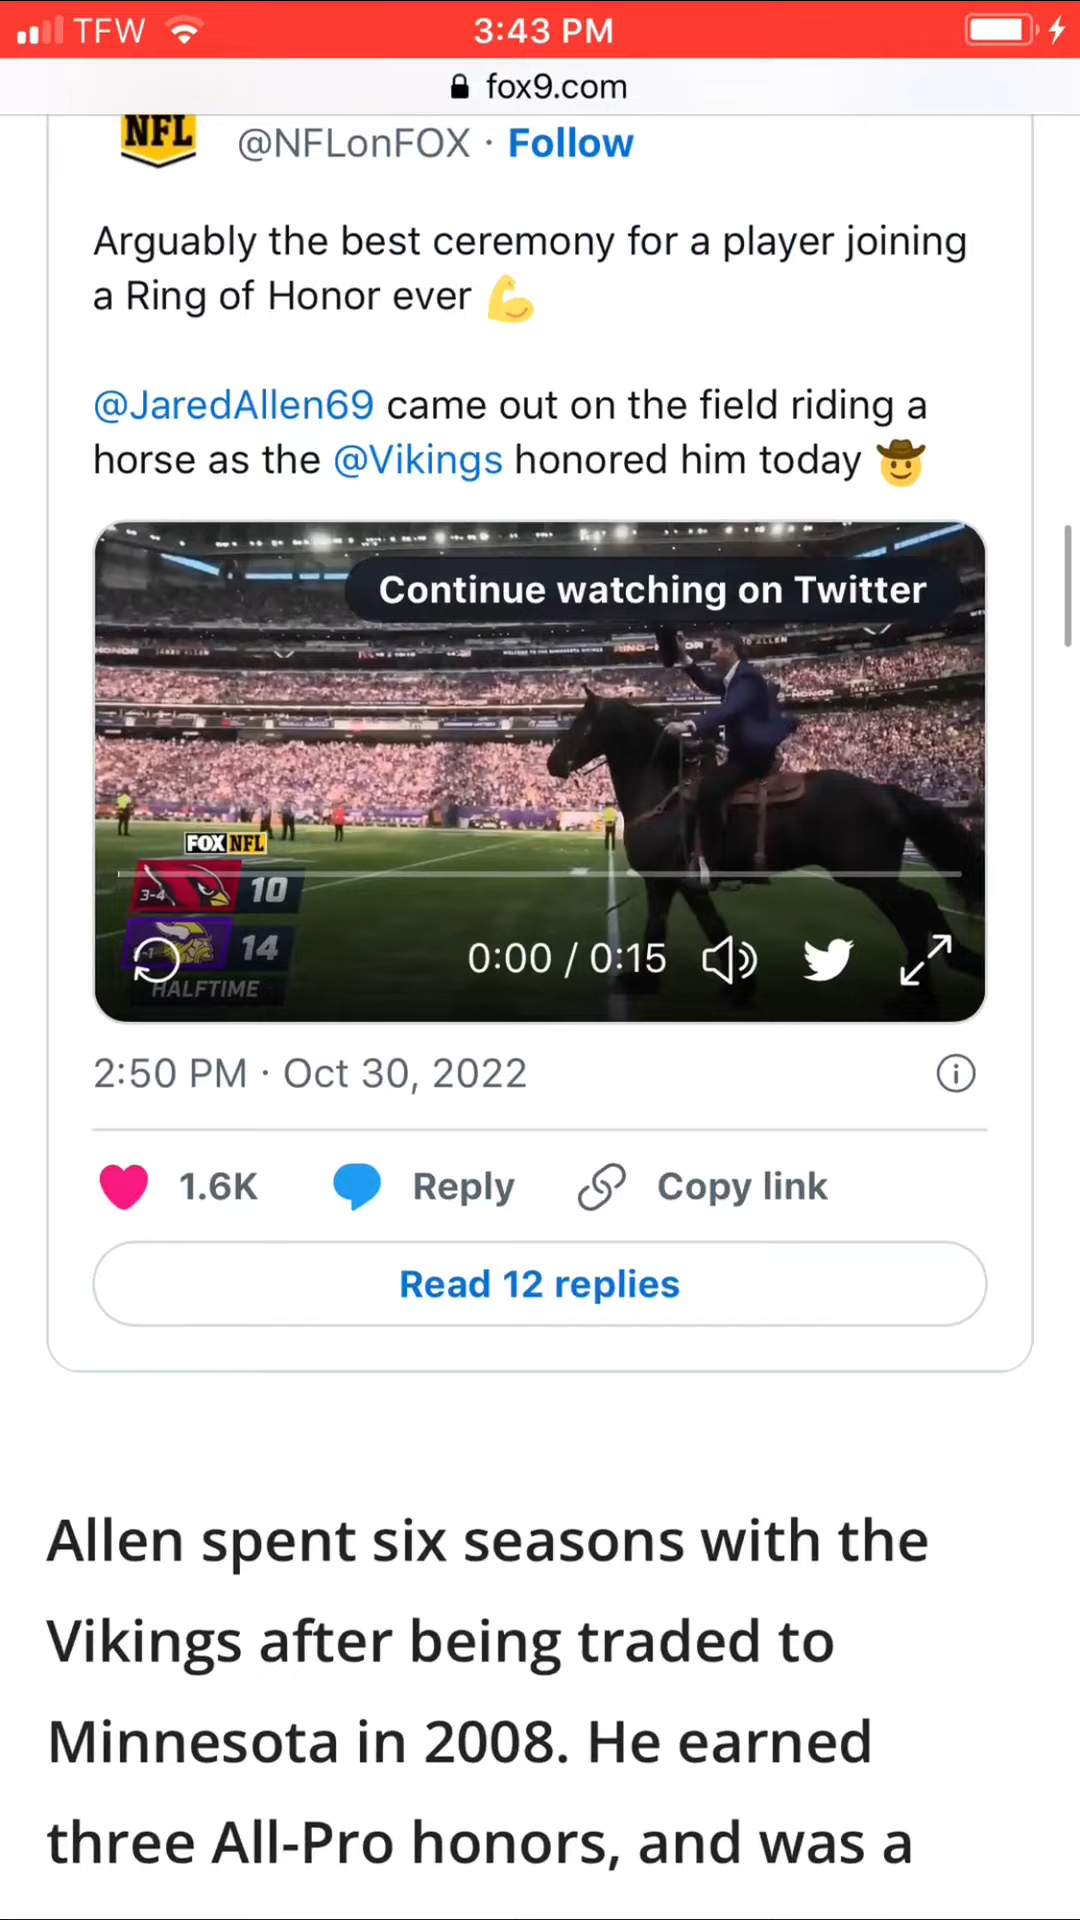 TFW
3:43 PM
fox9.com
NFL
@NFLonFOX · Follow
Arguably the best ceremony for a player joining
a Ring of Honor ever 💪
@JaredAllen69 came out on the field riding a
horse as the @Vikings honored him today 🤠
Continue watching on Twitter
FOX NFL
3-4 10
14
HALFTIME
0:00 / 0:15
2:50 PM · Oct 30, 2022
1.6K Reply Copy link
Read 12 replies
Allen spent six seasons with the
Vikings after being traded to
Minnesota in 2008. He earned
three All-Pro honors, and was a